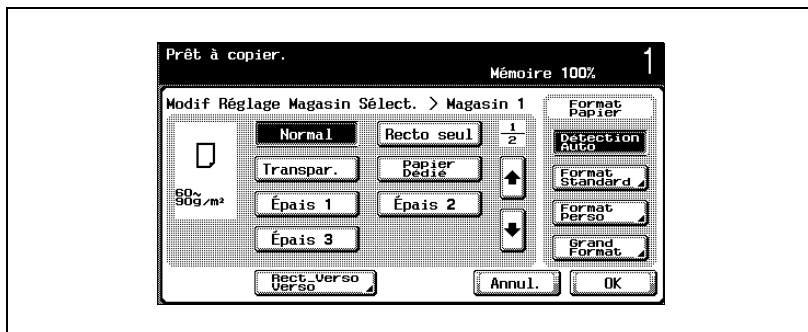 Prêt à copier.
Mémoire 100%
1
Modif Réglage Magasin Sélect. > Magasin 1
Format
Papier
Normal
Recto seul
1
2
Détection
Auto
Transpar.
Papier
Dédié
Format
Standard
60~
90g/m²
Épais 1
Épais 2
Format
Perso
Épais 3
Grand
Format
Rect_Verso
Verso
Annul.
OK